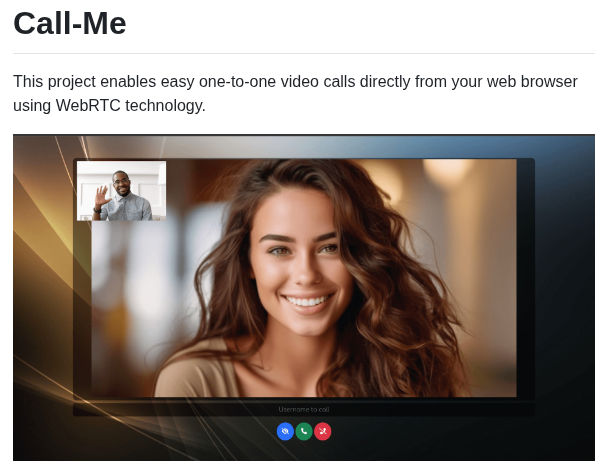 Call-Me
This project enables easy one-to-one video calls directly from your web browser
using WebRTC technology.
Username to call